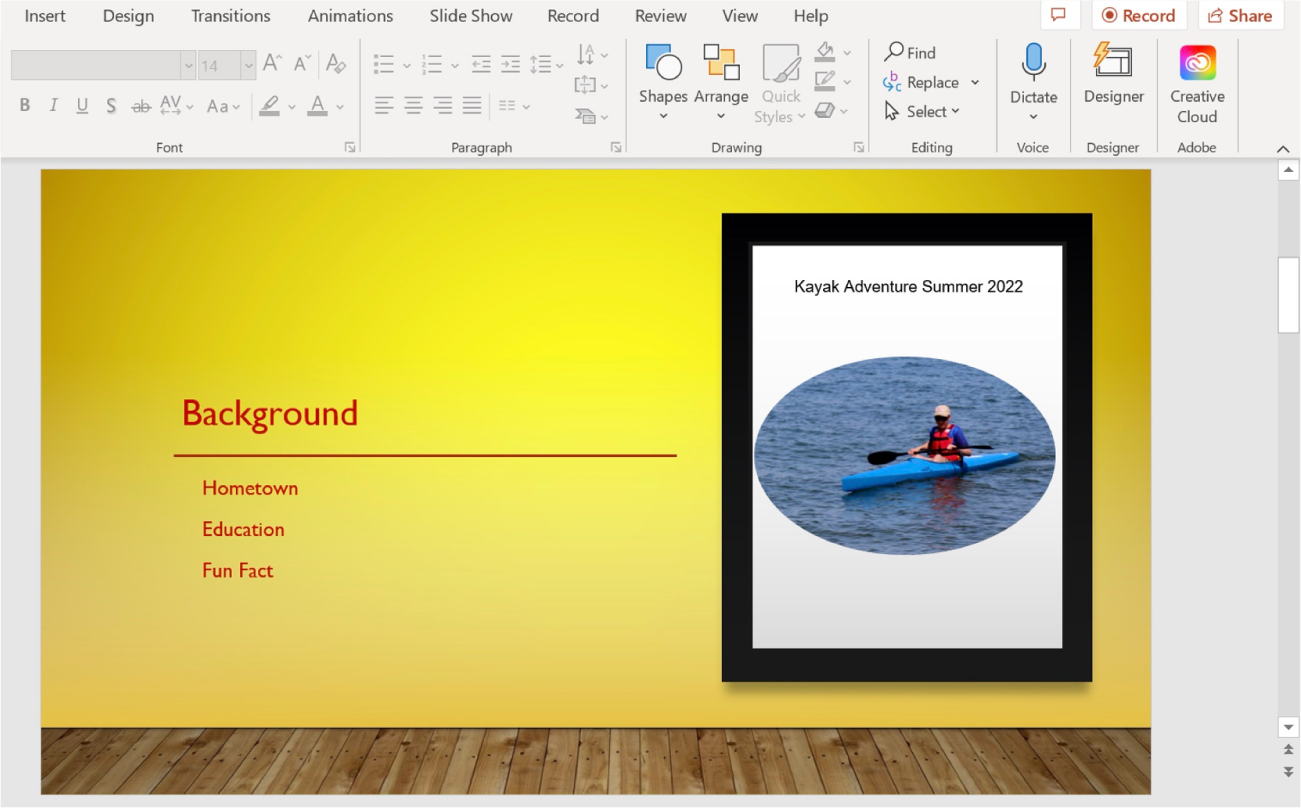 Insert Design Transitions Animations Slide Show Record Review View Help Record Share
14 A A A
B I U S ab AV Aa A
Shapes Arrange Quick Styles
Find
Replace
Select
Dictate
Designer
Creative Cloud
Font Paragraph Drawing Editing Voice Designer Adobe
Kayak Adventure Summer 2022
Background
Hometown
Education
Fun Fact